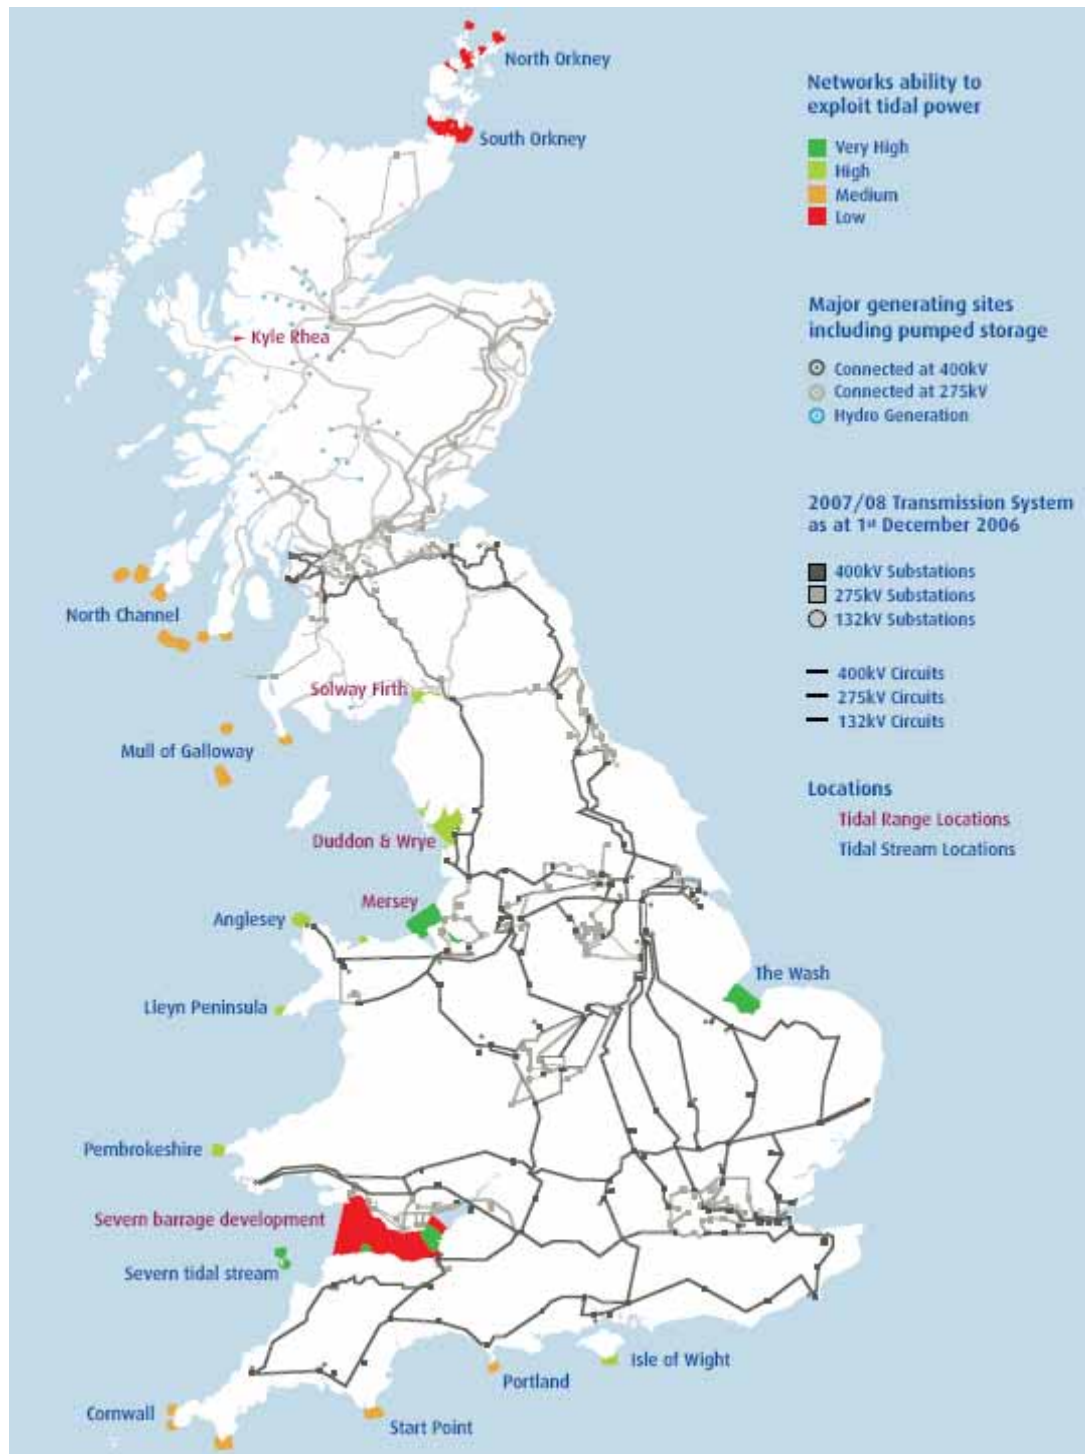 North Orkney
South Orkney
Kyle Rhea
North Channel
Solway Firth
Mull of Galloway
Duddon & Wrye
Mersey
Anglesey
The Wash
Lleyn Peninsula
Pembrokeshire
Severn barrage development
Severn tidal stream
Isle of Wight
Portland
Cornwall
Start Point
Networks ability to
exploit tidal power
Very High
High
Medium
Low
Major generating sites
including pumped storage
Connected at 400kV
Connected at 275kV
Hydro Generation
2007/08 Transmission System
as at 1st December 2006
400kV Substations
275kV Substations
132kV Substations
400kV Circuits
275kV Circuits
132kV Circuits
Locations
Tidal Range Locations
Tidal Stream Locations